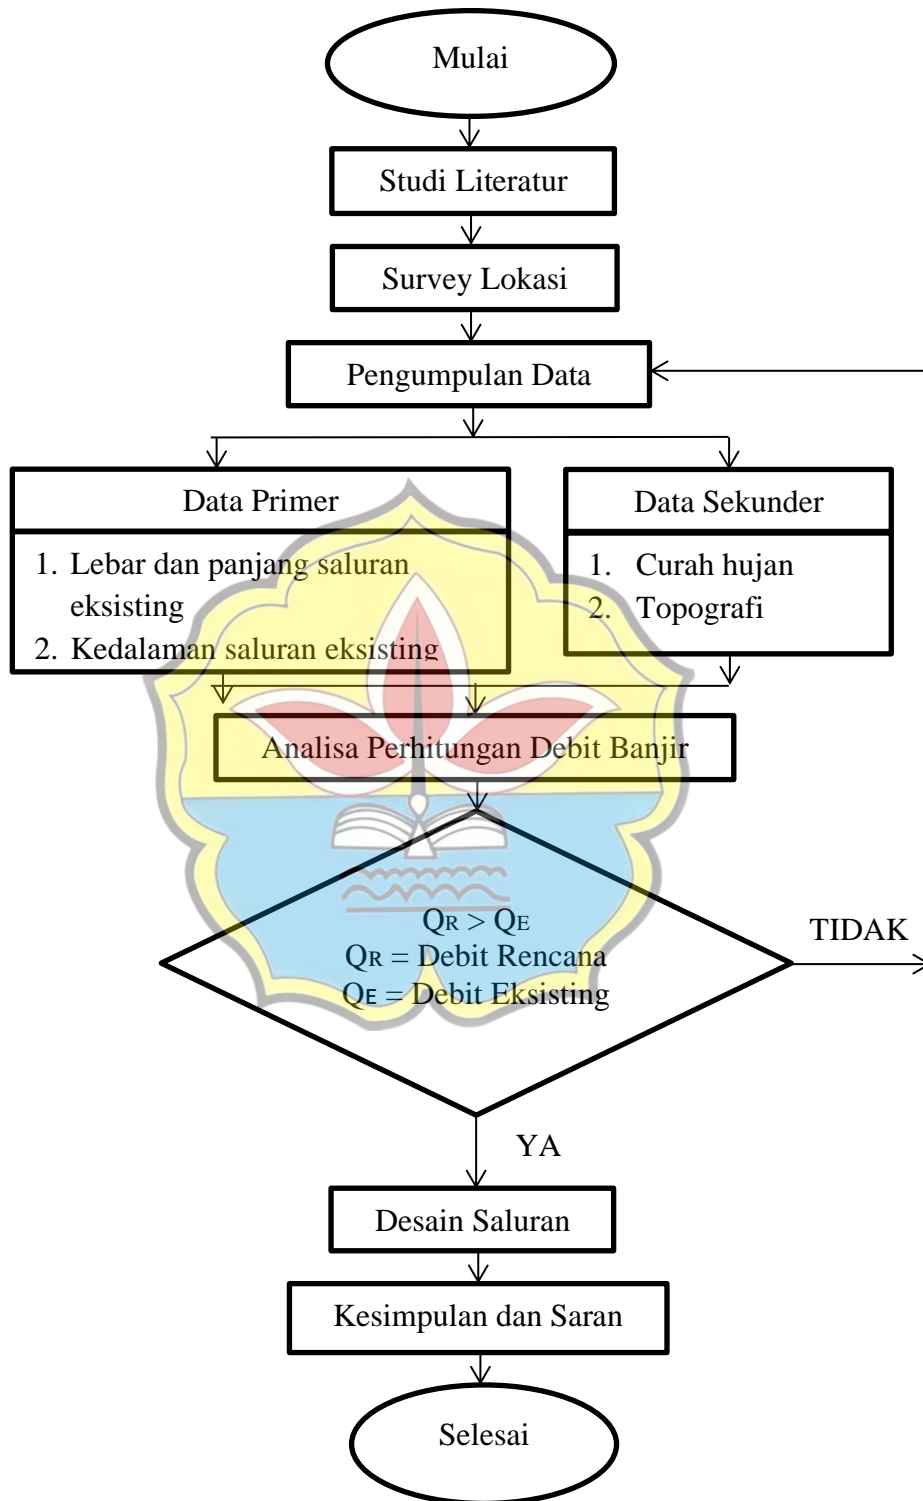 Mulai
Studi Literatur
Survey Lokasi
Pengumpulan Data
Data Primer
1. Lebar dan panjang saluran
eksisting
2. Kedalaman saluran eksisting
Data Sekunder
1. Curah hujan
2. Topografi
Analisa Perhitungan Debit Banjir
QR > QE
QR = Debit Rencana
QE = Debit Eksisting
TIDAK
YA
Desain Saluran
Kesimpulan dan Saran
Selesai